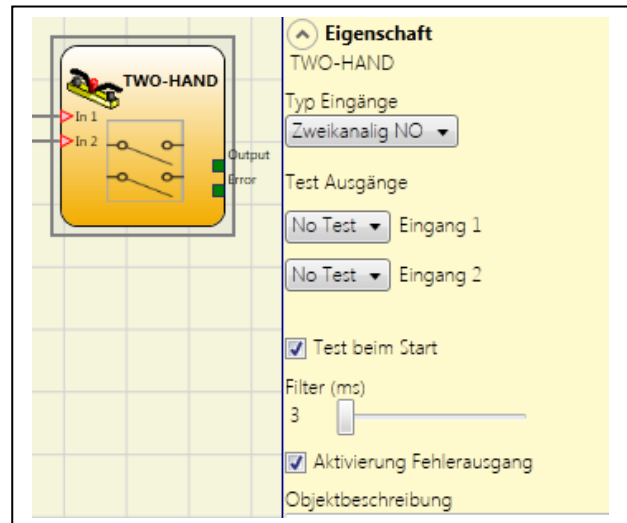 TWO-HAND
In 1
In 2
Output
Error
Eigenschaft
TWO-HAND
Typ Eingänge
Zweikanalig NO
Test Ausgänge
No Test Eingang 1
No Test Eingang 2
Test beim Start
Filter (ms)
3
Aktivierung Fehlerausgang
Objektbeschreibung